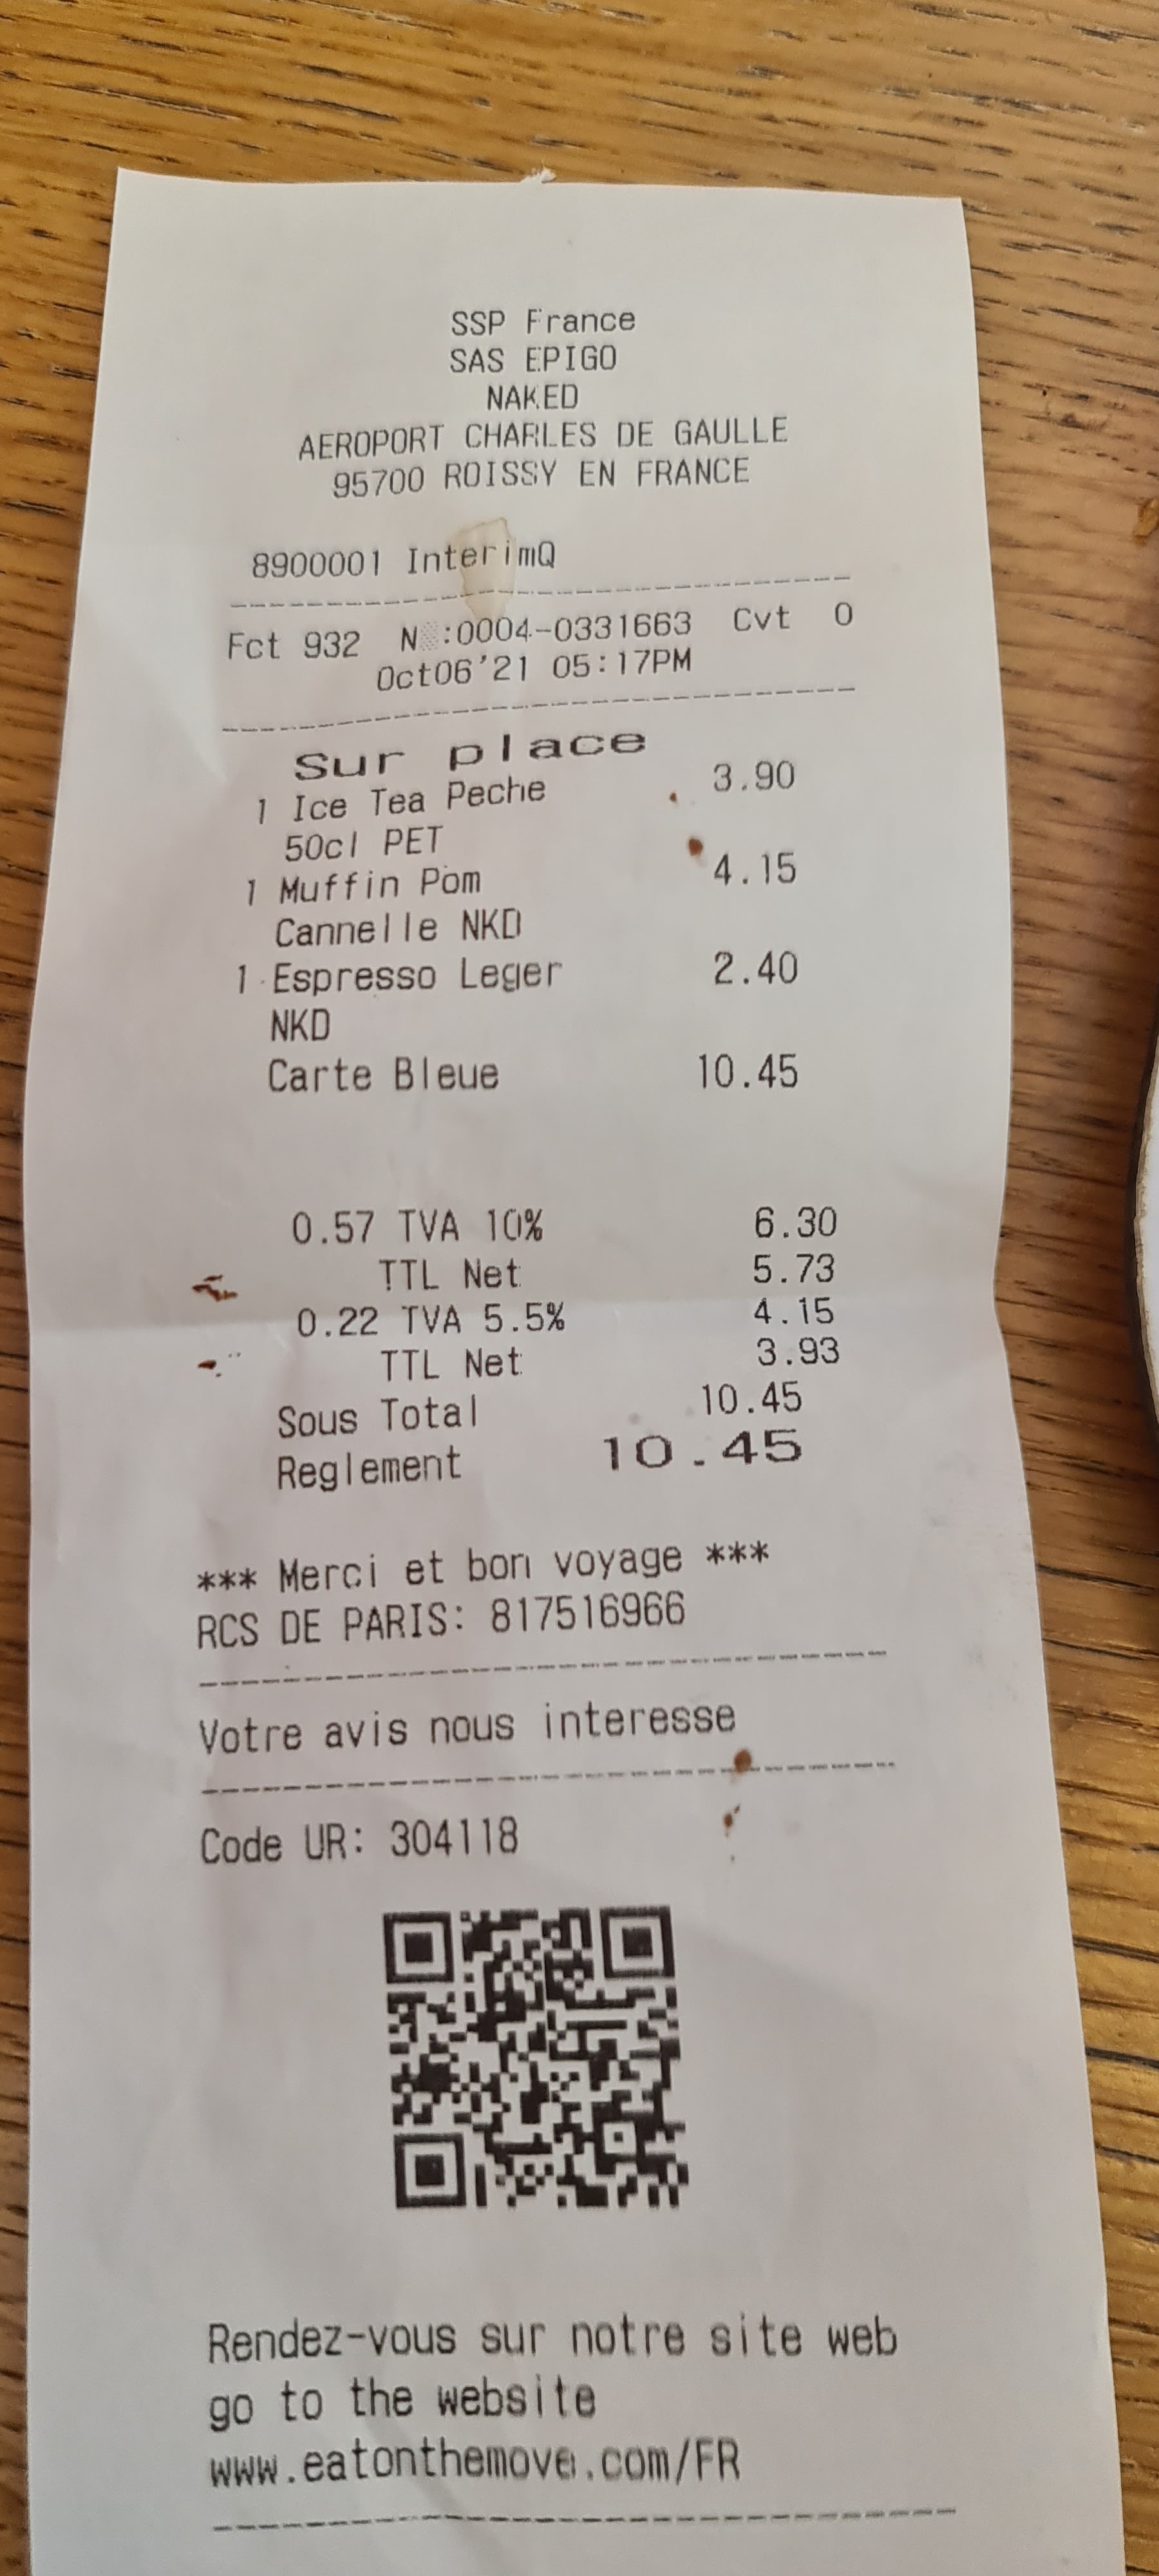 SSP France
SAS EPIGO
NAKED
AEROPORT CHARLES DE GAULLE
95700 ROISSY EN FRANCE
8900001 InterimQ
Fct 932 N :0004-0331663 Cvt 0
Oct06'21 05:17PM
Sur place
1 Ice Tea Peche 3.90
50cl PET
1 Muffin Pom 4.15
Cannelle NKD
1 Espresso Leger 2.40
NKD
Carte Bleue 10.45
0.57 TVA 10% 6.30
TTL Net 5.73
0.22 TVA 5.5% 4.15
TTL Net 3.93
Sous Total 10.45
Reglement 10.45
*** Merci et bon voyage ***
RCS DE PARIS: 817516966
Votre avis nous interesse
Code UR: 304118
Rendez-vous sur notre site web
go to the website
www.eatonthemove.com/FR